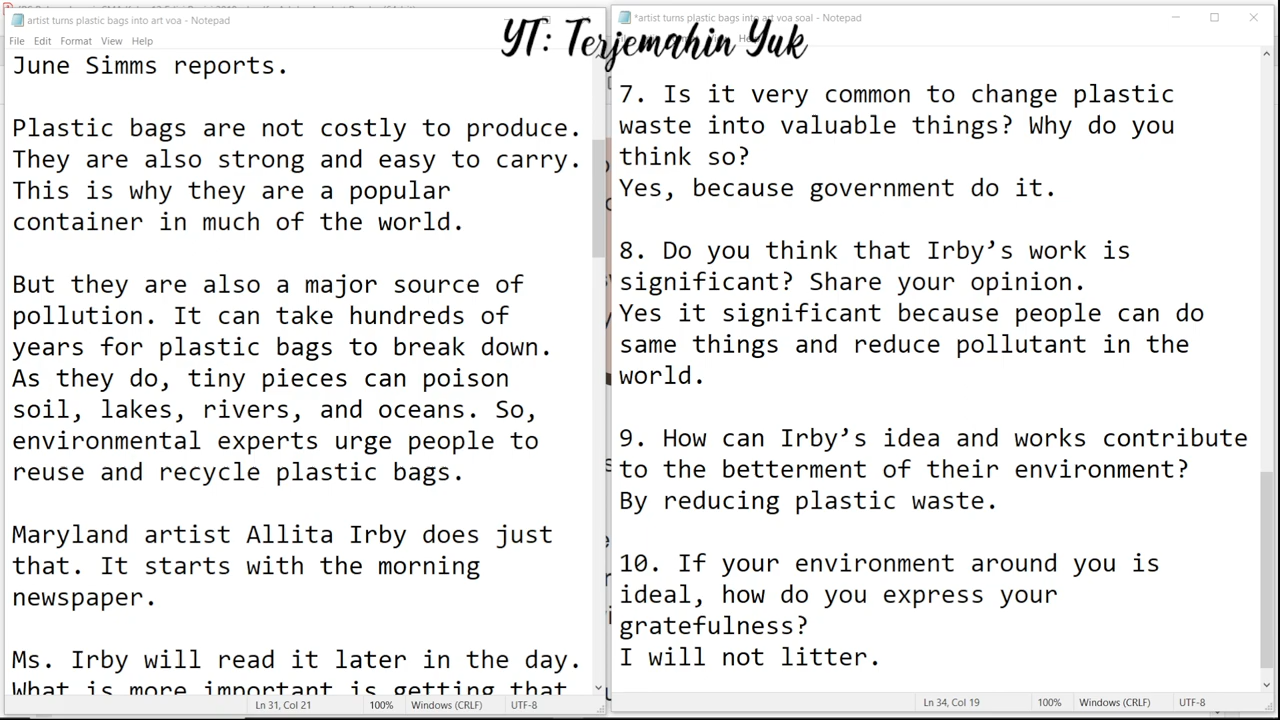 artist turns plastic bags into art voa - Notepad
File Edit Format View Help
June Simms reports.
Plastic bags are not costly to produce.
They are also strong and easy to carry.
This is why they are a popular
container in much of the world.
But they are also a major source of
pollution. It can take hundreds of
years for plastic bags to break down.
As they do, tiny pieces can poison
soil, lakes, rivers, and oceans. So,
environmental experts urge people to
reuse and recycle plastic bags.
Maryland artist Allita Irby does just
that. It starts with the morning
newspaper.
Ms. Irby will read it later in the day.
What is more important is getting that
Ln 31, Col 21 100% Windows (CRLF) UTF-8
YT: Terjemahin Yuk
*artist turns plastic bags into art voa soal - Notepad
7. Is it very common to change plastic
waste into valuable things? Why do you
think so?
Yes, because government do it.
8. Do you think that Irby’s work is
significant? Share your opinion.
Yes it significant because people can do
same things and reduce pollutant in the
world.
9. How can Irby’s idea and works contribute
to the betterment of their environment?
By reducing plastic waste.
10. If your environment around you is
ideal, how do you express your
gratefulness?
I will not litter.
Ln 34, Col 19 100% Windows (CRLF) UTF-8